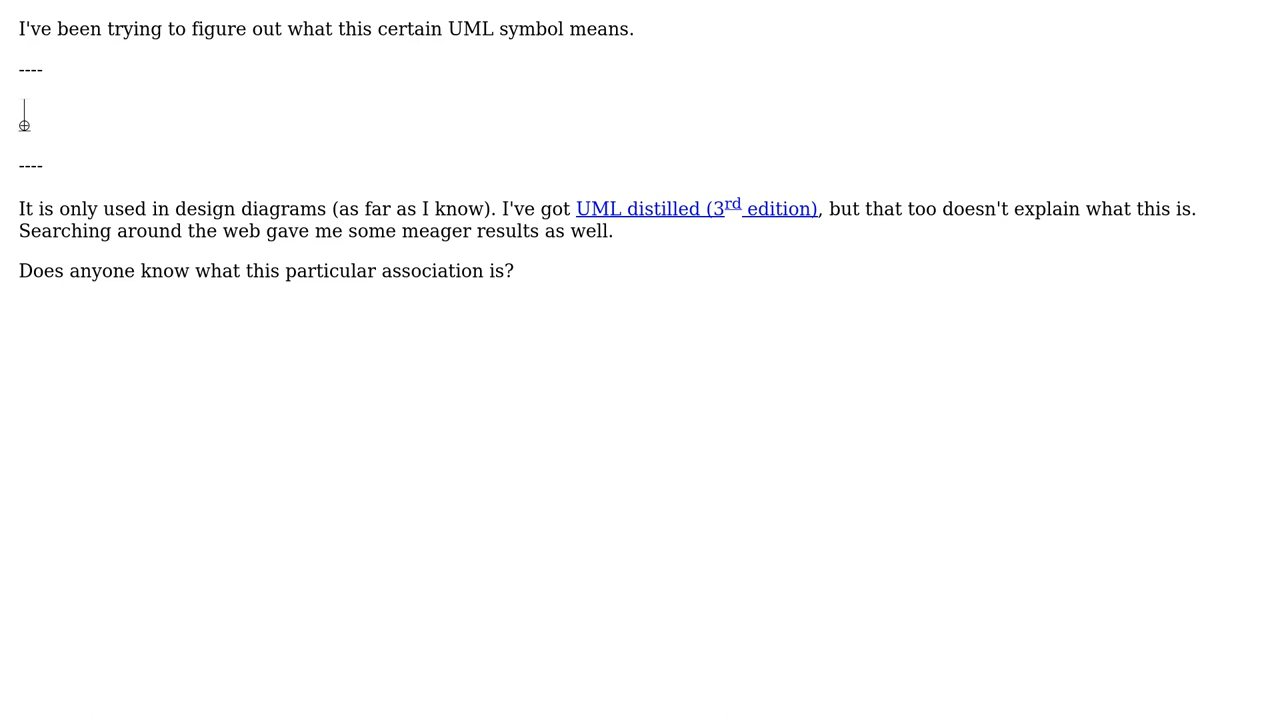 I've been trying to figure out what this certain UML symbol means.
----
----
It is only used in design diagrams (as far as I know). I've got UML distilled (3rd edition), but that too doesn't explain what this is.
Searching around the web gave me some meager results as well.
Does anyone know what this particular association is?